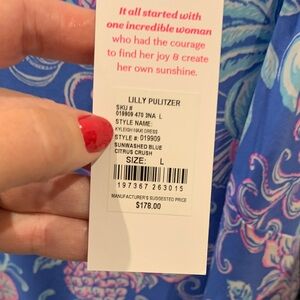 It all started with
one incredible woman
who had the courage
to find her joy & create
her own sunshine.
LILLY PULITZER
SKU #
019909 470 3NA L
STYLE NAME:
KYLEIGH MAXI DRESS
STYLE #: 019909
SUNWASHED BLUE
CITRUS CRUSH
SIZE: L
197367 263015
MANUFACTURER'S SUGGESTED PRICE
$178.00